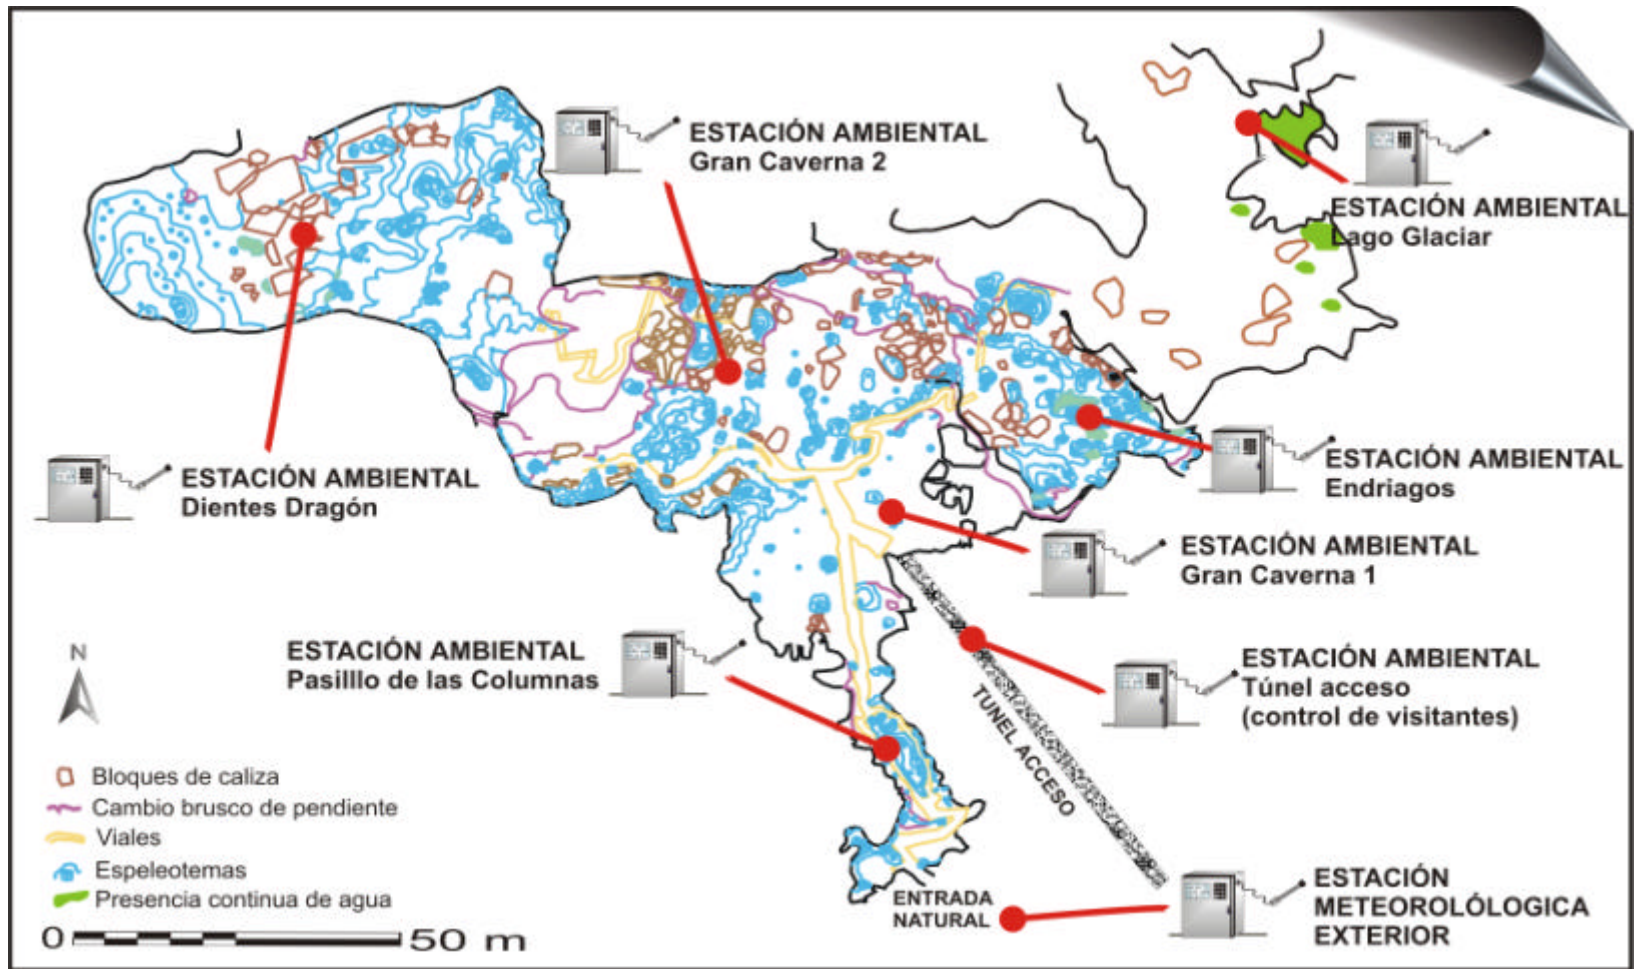 ESTACIÓN AMBIENTAL
Gran Caverna 2
ESTACIÓN AMBIENTAL
Lago Glaciar
ESTACIÓN AMBIENTAL
Dientes Dragón
ESTACIÓN AMBIENTAL
Endriagos
ESTACIÓN AMBIENTAL
Gran Caverna 1
ESTACIÓN AMBIENTAL
Pasilllo de las Columnas
ESTACIÓN AMBIENTAL
Túnel acceso
(control de visitantes)
TUNEL ACCESO
N
Bloques de caliza
Cambio brusco de pendiente
Viales
Espeleotemas
Presencia continua de agua
0 50 m
ENTRADA
NATURAL
ESTACIÓN
METEOROLÓLOGICA
EXTERIOR